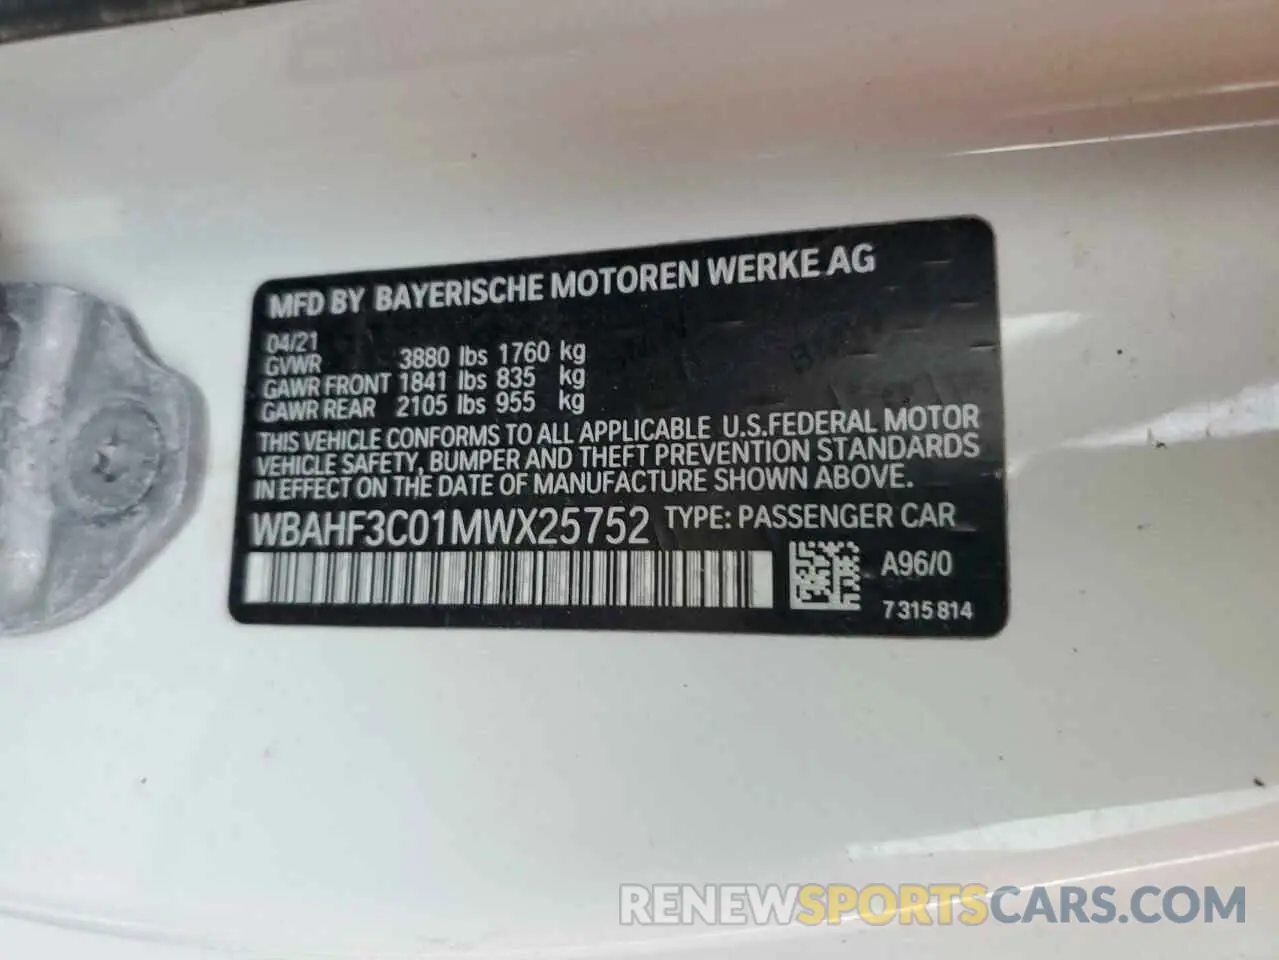 MFD BY BAYERISCHE MOTOREN WERKE AG
04/21
GVWR 3880 lbs 1760 kg
GAWR FRONT 1841 lbs 835 kg
GAWR REAR 2105 lbs 955 kg
THIS VEHICLE CONFORMS TO ALL APPLICABLE U.S.FEDERAL MOTOR
VEHICLE SAFETY, BUMPER AND THEFT PREVENTION STANDARDS
IN EFFECT ON THE DATE OF MANUFACTURE SHOWN ABOVE.
WBAHF3C01MWX25752 TYPE: PASSENGER CAR
A96/0
7 315 814
RENEWSPORTSCARS.COM